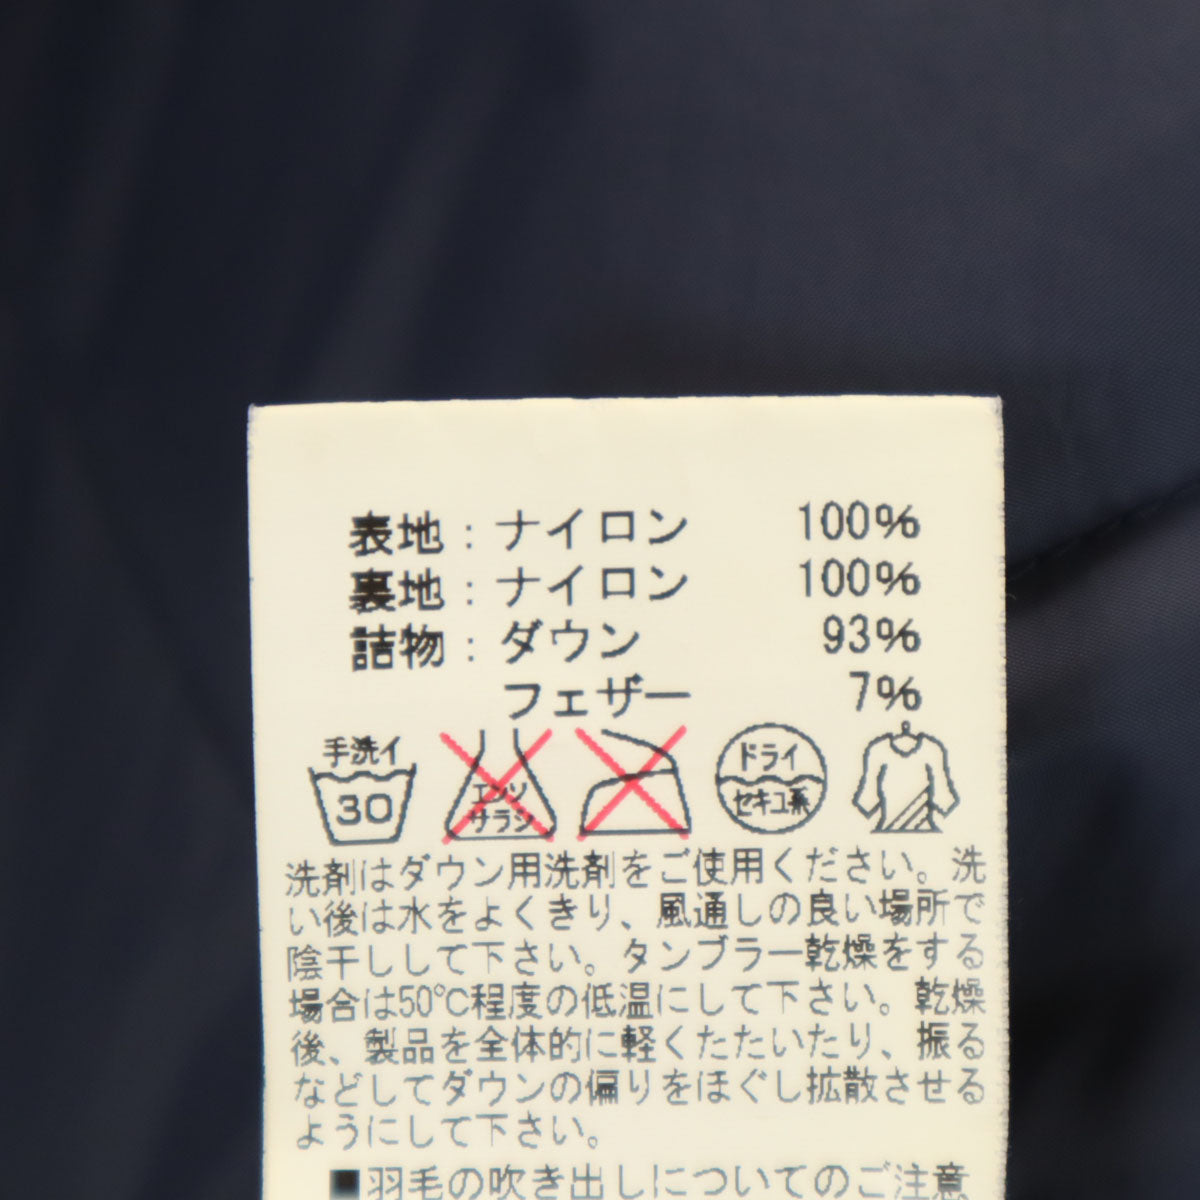 表地：ナイロン 100%
裏地：ナイロン 100%
詰物：ダウン 93%
フェザー 7%
手洗イ
30
エンソ
サラシ
ドライ
セキユ系
洗剤はダウン用洗剤をご使用ください。洗
い後は水をよくきり、風通しの良い場所で
陰干しして下さい。タンブラー乾燥をする
場合は50℃程度の低温にして下さい。乾燥
後、製品を全体的に軽くたたいたり、振る
などしてダウンの偏りをほぐし拡散させる
ようにして下さい。
■羽毛の吹き出しについてのご注意